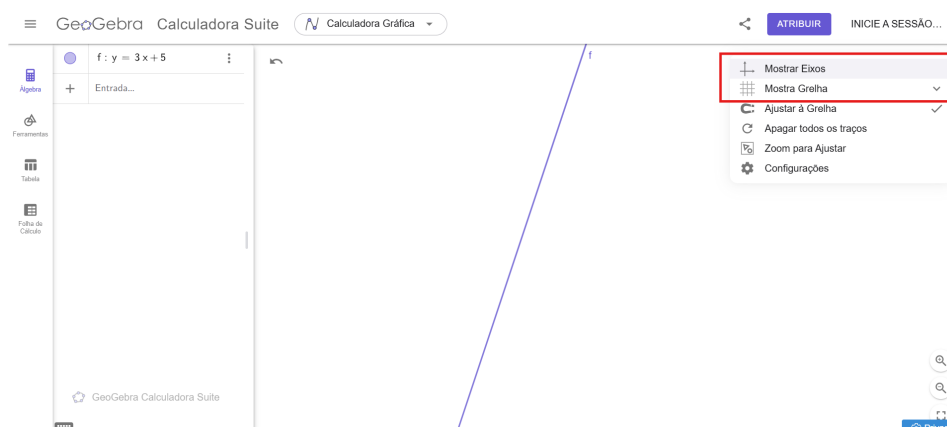 GeoGebra Calculadora Suite
Calculadora Gráfica
ATRIBUIR
INICIE A SESSÃO...
Álgebra
Ferramentas
Tabela
Folha de
Cálculo
f : y = 3 x + 5
Entrada...
GeoGebra Calculadora Suite
f
Mostrar Eixos
Mostra Grelha
Ajustar à Grelha
Apagar todos os traços
Zoom para Ajustar
Configurações